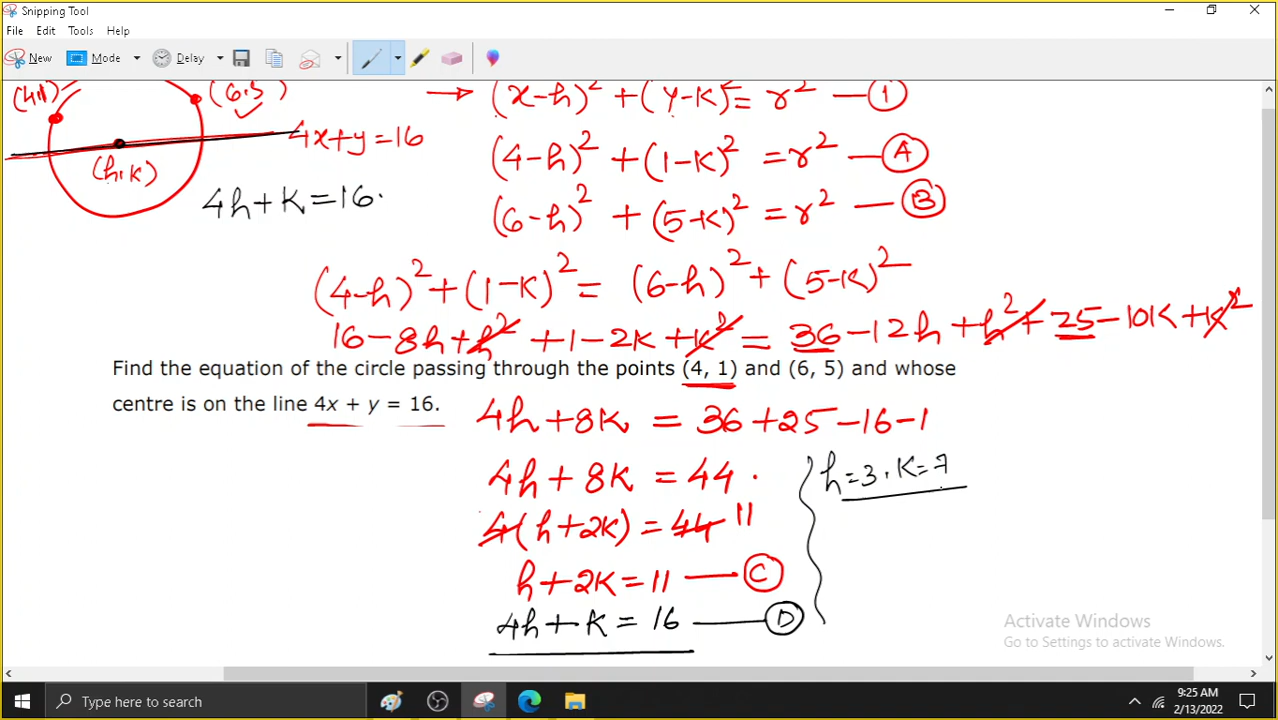 Snipping Tool
File Edit Tools Help
New Mode Delay
(4,1) (6,5) → (x-h)² + (y-k)² = r² — ①
4x+y=16
(h,k) (4-h)² + (1-k)² = r² — Ⓐ
4h+k=16. (6-h)² + (5-k)² = r² — Ⓑ
(4-h)² + (1-k)² = (6-h)² + (5-k)²
16-8h+h² +1-2k+k² = 36-12h+h²+25-10k+k²
Find the equation of the circle passing through the points (4, 1) and (6, 5) and whose
centre is on the line 4x + y = 16.
4h+8k = 36+25-16-1
4h+8k = 44.
h=3, k=
4(h+2k) = 44 11
h+2k=11 — Ⓒ
4h+k = 16 — Ⓓ
Activate Windows
Go to Settings to activate Windows.
Type here to search
9:25 AM
2/13/2022